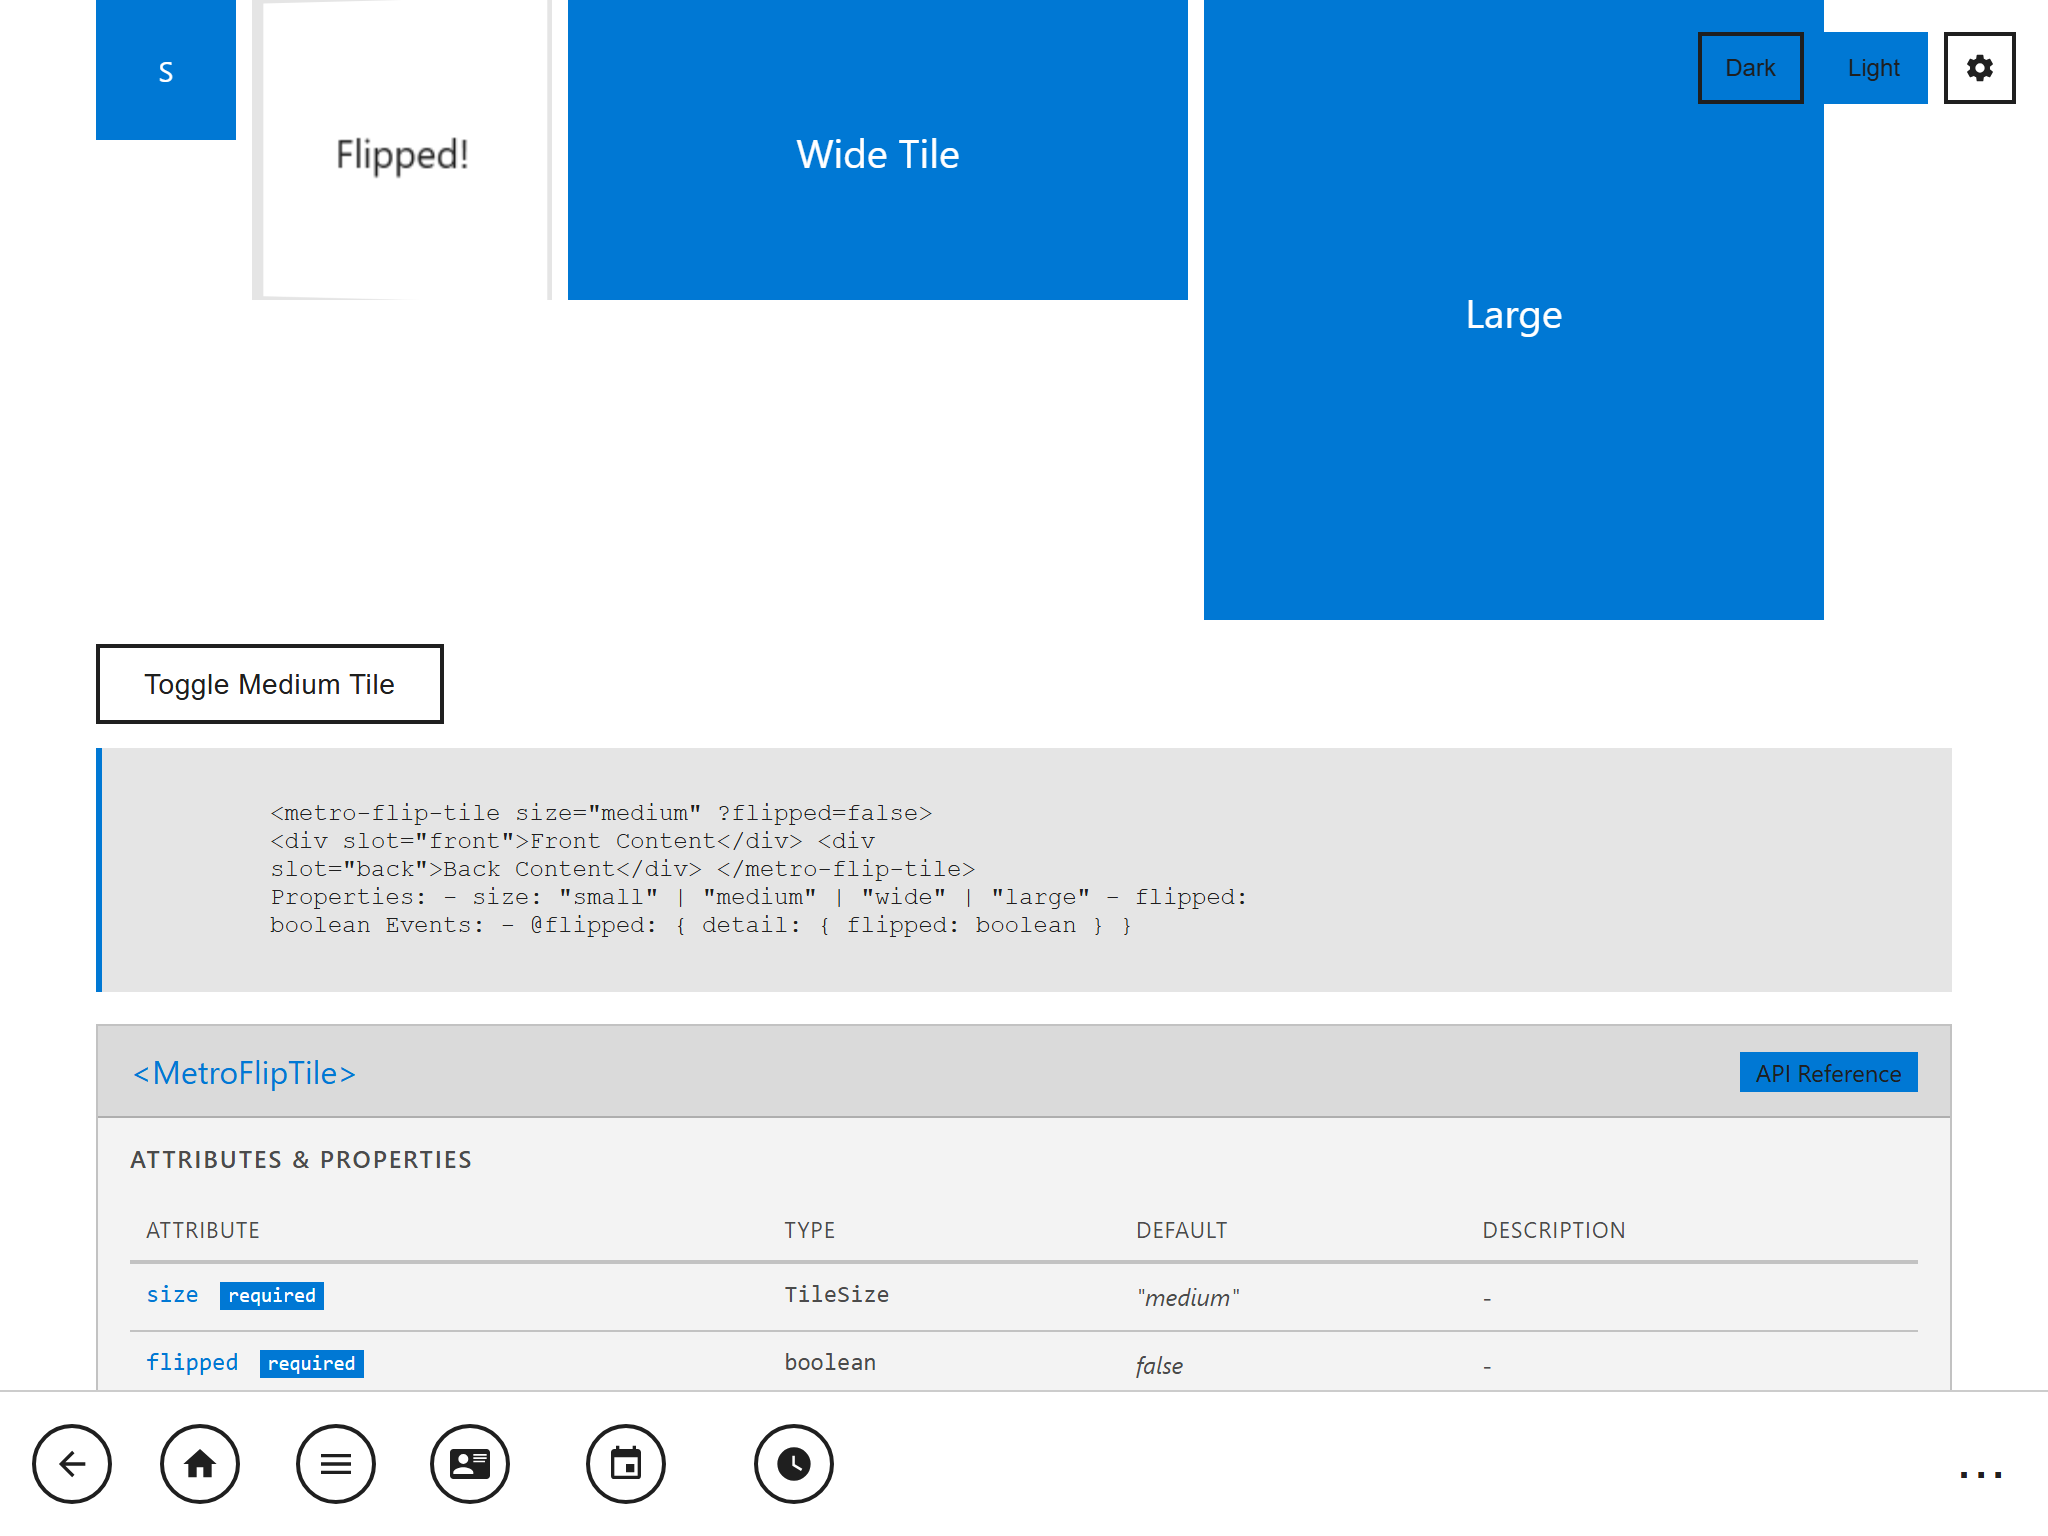 S
Flipped!
Wide Tile
Large
Dark
Light
Toggle Medium Tile
<metro-flip-tile size="medium" ?flipped=false>
<div slot="front">Front Content</div> <div
slot="back">Back Content</div> </metro-flip-tile>
Properties: - size: "small" | "medium" | "wide" | "large" - flipped:
boolean Events: - @flipped: { detail: { flipped: boolean } }
<MetroFlipTile>
API Reference
ATTRIBUTES & PROPERTIES
ATTRIBUTE TYPE DEFAULT DESCRIPTION
size required TileSize "medium" -
flipped required boolean false -